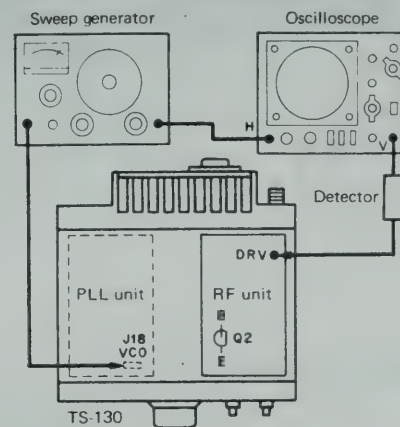 Sweep generator
Oscilloscope
H
V
Detector
DRV
PLL unit
RF unit
B
Q2
E
J18
VCO
TS-130